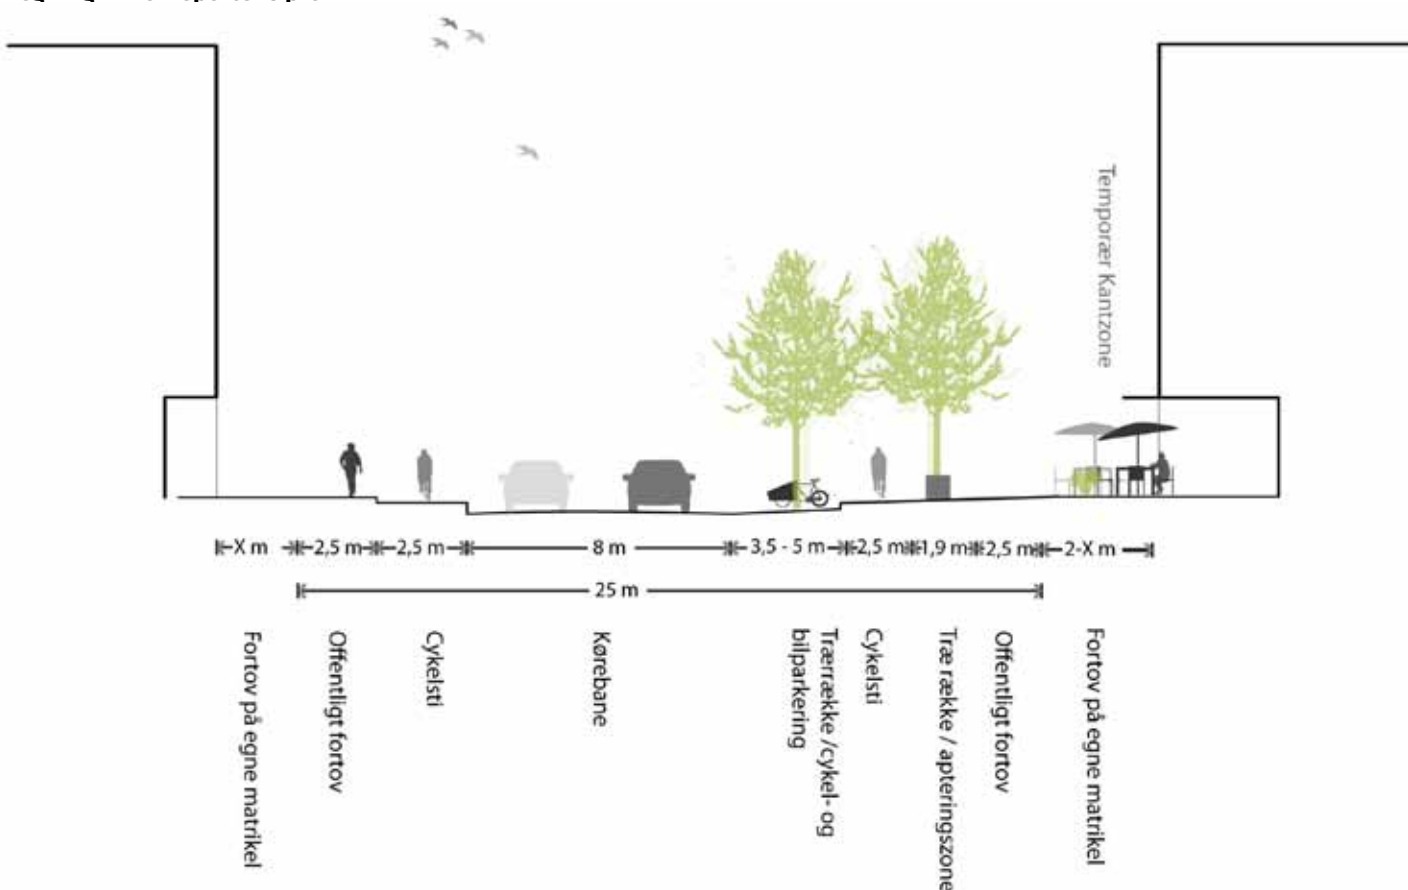 Temporær Kantzone
X m
2,5 m
2,5 m
8 m
3,5 - 5 m
2,5 m
1,9 m
2,5 m
2-X m
25 m
Fortov på egne matrikel
Offentligt fortov
Cykelsti
Kørebane
Trærrække /cykel- og
bilparkering
Cykelsti
Træ række / apteringszone
Offentligt fortov
Fortov på egne matrikel